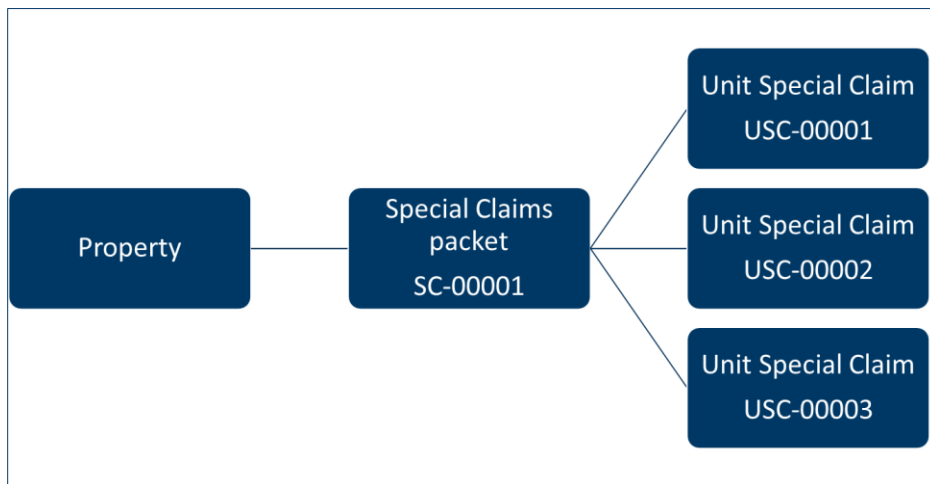 Property
Special Claims
packet
SC-00001
Unit Special Claim
USC-00001
Unit Special Claim
USC-00002
Unit Special Claim
USC-00003